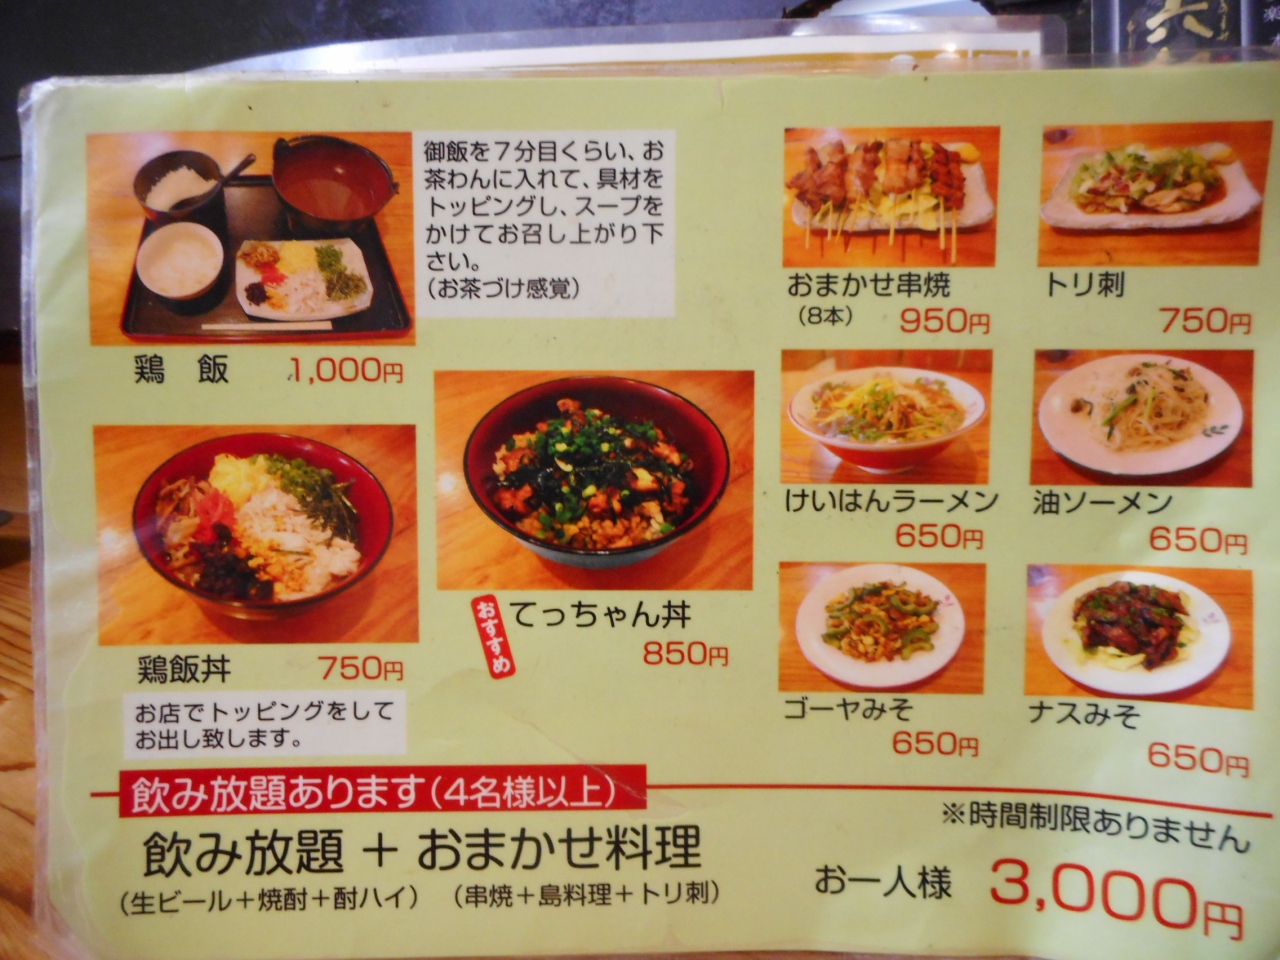 御飯を７分目くらい、お
茶わんに入れて、具材を
トッピングし、スープを
かけてお召し上がり下
さい。
（お茶づけ感覚）
鶏 飯 1,000円
鶏飯丼 750円
お店でトッピングをして
お出し致します。
おすすめ
てっちゃん丼
850円
おまかせ串焼
（8本） 950円
トリ刺
750円
けいはんラーメン
650円
油ソーメン
650円
ゴーヤみそ
650円
ナスみそ
650円
飲み放題あります（4名様以上）
※時間制限ありません
飲み放題＋おまかせ料理
（生ビール＋焼酎＋酎ハイ） （串焼＋島料理＋トリ刺）
お一人様 3,000円